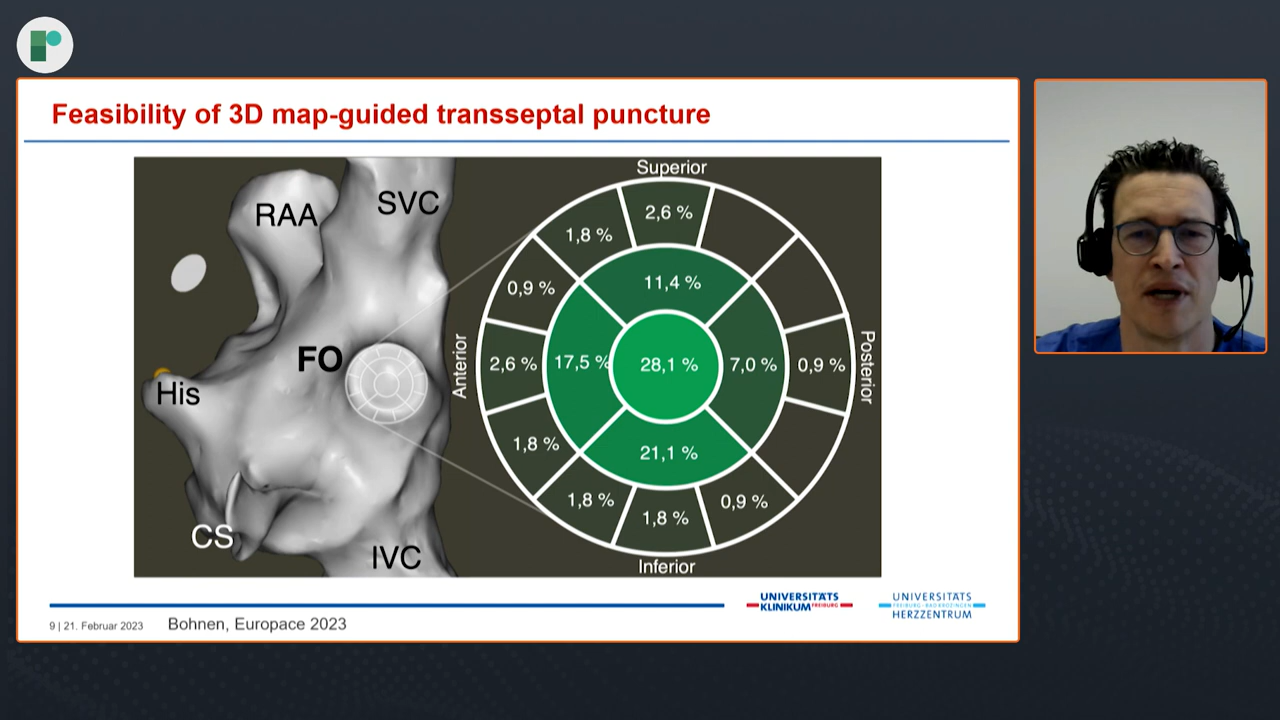 Feasibility of 3D map-guided transseptal puncture
RAA
SVC
FO
His
CS
IVC
Superior
Anterior
Posterior
Inferior
2,6 %
1,8 %
0,9 %
11,4 %
2,6 %
17,5 %
28,1 %
7,0 %
0,9 %
1,8 %
21,1 %
1,8 %
1,8 %
0,9 %
UNIVERSITÄTS
KLINIKUM FREIBURG
UNIVERSITÄTS
FREIBURG · BAD KROZINGEN
HERZZENTRUM
9 | 21. Februar 2023
Bohnen, Europace 2023